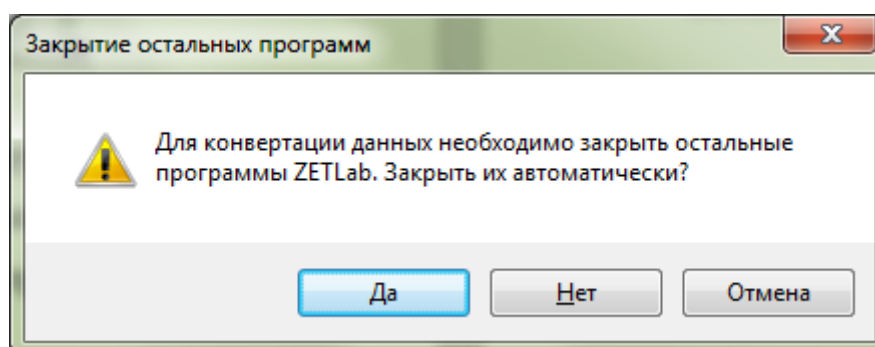 Закрытие остальных программ
Для конвертации данных необходимо закрыть остальные
программы ZETLab. Закрыть их автоматически?
Да Нет Отмена